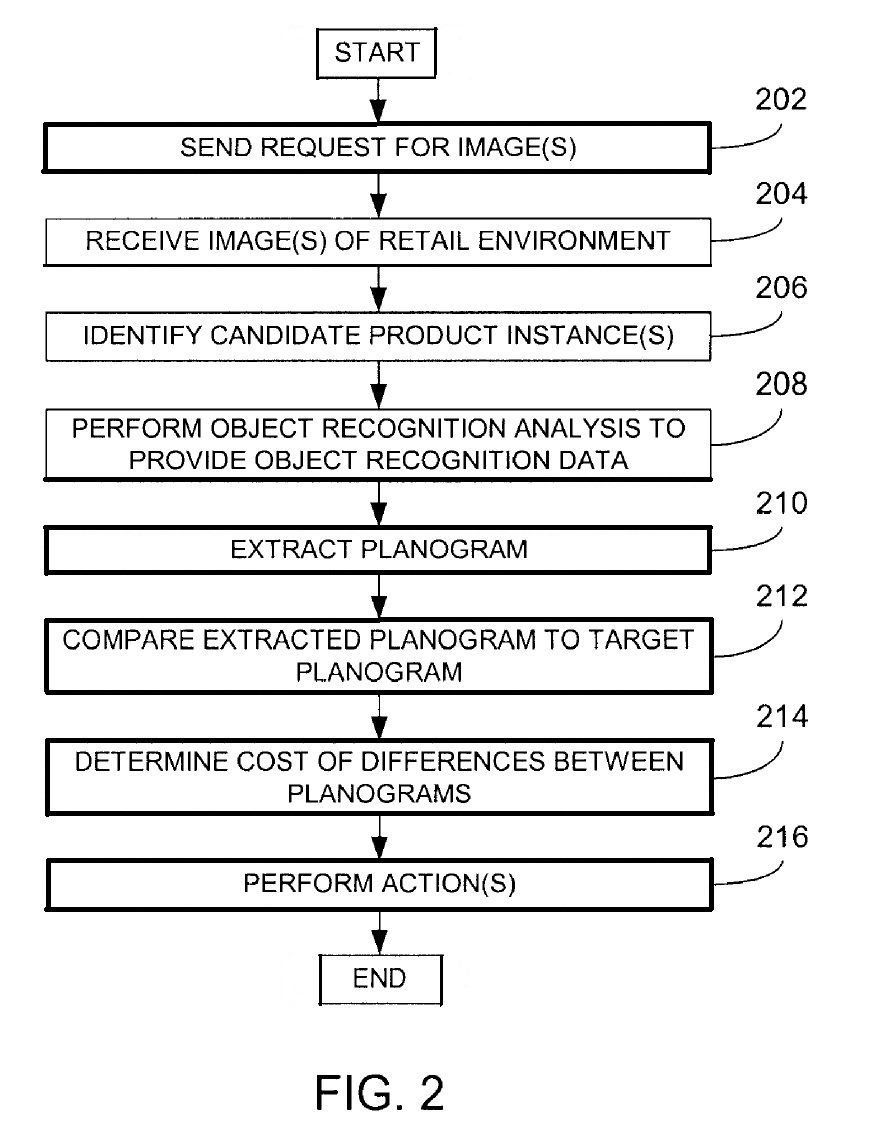 START
202
SEND REQUEST FOR IMAGE(S)
204
RECEIVE IMAGE(S) OF RETAIL ENVIRONMENT
206
IDENTIFY CANDIDATE PRODUCT INSTANCE(S)
208
PERFORM OBJECT RECOGNITION ANALYSIS TO
PROVIDE OBJECT RECOGNITION DATA
210
EXTRACT PLANOGRAM
212
COMPARE EXTRACTED PLANOGRAM TO TARGET
PLANOGRAM
214
DETERMINE COST OF DIFFERENCES BETWEEN
PLANOGRAMS
216
PERFORM ACTION(S)
END
FIG. 2